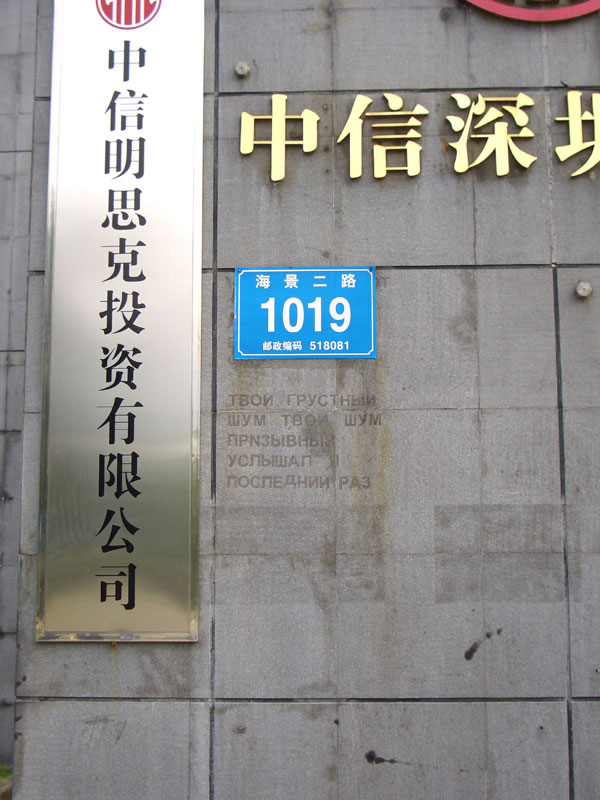 中信明思克投资有限公司
中信深圳
海景二路
1019
邮政编码 518081
ТВОЙ ГРУСТНЫЙ
ШУМ ТВОЙ ШУМ
ПРИЗЫВНЫЙ
УСЛЫШАЛ
ПОСЛЕДНИЙ РАЗ